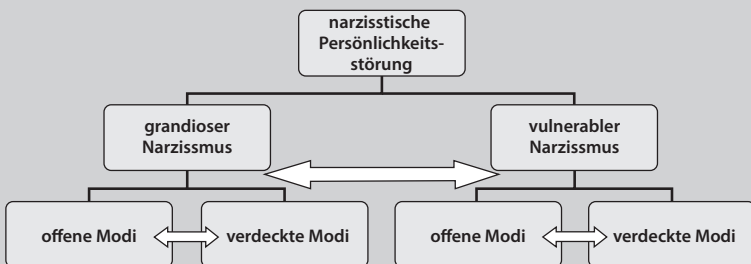 narzisstische
Persönlichkeits-
störung
grandioser
Narzissmus
vulnerabler
Narzissmus
offene Modi
verdeckte Modi
offene Modi
verdeckte Modi